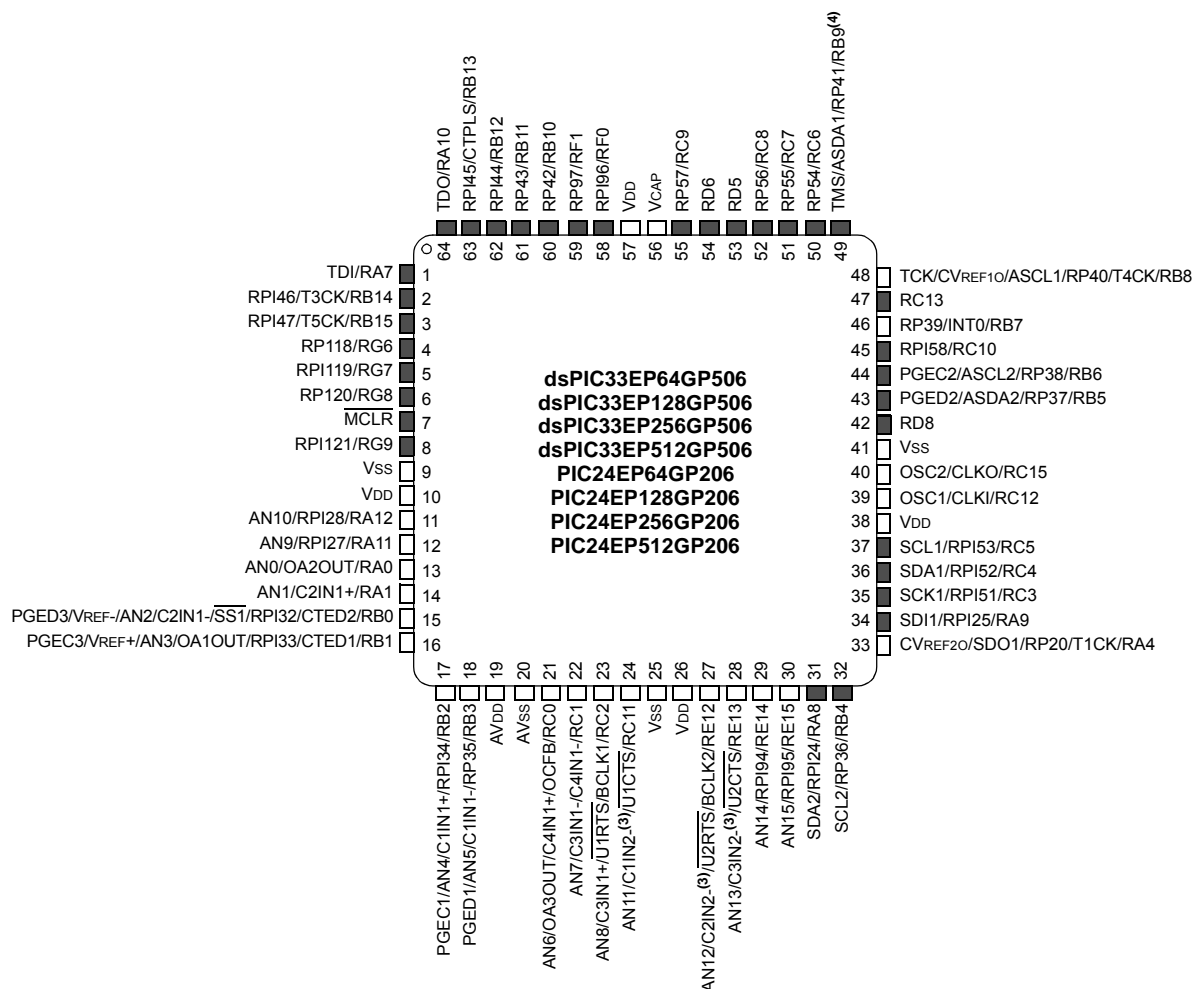 TDO/RA10
RPI45/CTPLS/RB13
RPI44/RB12
RP43/RB11
RP42/RB10
RP97/RF1
RPI96/RF0
VDD
VCAP
RP57/RC9
RD6
RD5
RP56/RC8
RP55/RC7
RP54/RC6
TMS/ASDA1/RP41/RB9(4)
64 63 62 61 60 59 58 57 56 55 54 53 52 51 50 49
TDI/RA7 1
RPI46/T3CK/RB14 2
RPI47/T5CK/RB15 3
RP118/RG6 4
RPI119/RG7 5
RP120/RG8 6
MCLR 7
RPI121/RG9 8
VSS 9
VDD 10
AN10/RPI28/RA12 11
AN9/RPI27/RA11 12
AN0/OA2OUT/RA0 13
AN1/C2IN1+/RA1 14
PGED3/VREF-/AN2/C2IN1-/SS1/RPI32/CTED2/RB0 15
PGEC3/VREF+/AN3/OA1OUT/RPI33/CTED1/RB1 16
dsPIC33EP64GP506
dsPIC33EP128GP506
dsPIC33EP256GP506
dsPIC33EP512GP506
PIC24EP64GP206
PIC24EP128GP206
PIC24EP256GP206
PIC24EP512GP206
48 TCK/CVREF1O/ASCL1/RP40/T4CK/RB8
47 RC13
46 RP39/INT0/RB7
45 RPI58/RC10
44 PGEC2/ASCL2/RP38/RB6
43 PGED2/ASDA2/RP37/RB5
42 RD8
41 VSS
40 OSC2/CLKO/RC15
39 OSC1/CLKI/RC12
38 VDD
37 SCL1/RPI53/RC5
36 SDA1/RPI52/RC4
35 SCK1/RPI51/RC3
34 SDI1/RPI25/RA9
33 CVREF2O/SDO1/RP20/T1CK/RA4
17 18 19 20 21 22 23 24 25 26 27 28 29 30 31 32
PGEC1/AN4/C1IN1+/RPI34/RB2
PGED1/AN5/C1IN1-/RP35/RB3
AVDD
AVSS
AN6/OA3OUT/C4IN1+/OCFB/RC0
AN7/C3IN1-/C4IN1-/RC1
AN8/C3IN1+/U1RTS/BCLK1/RC2
AN11/C1IN2-(3)/U1CTS/RC11
VSS
VDD
AN12/C2IN2-(3)/U2RTS/BCLK2/RE12
AN13/C3IN2-(3)/U2CTS/RE13
AN14/RPI94/RE14
AN15/RPI95/RE15
SDA2/RPI24/RA8
SCL2/RP36/RB4